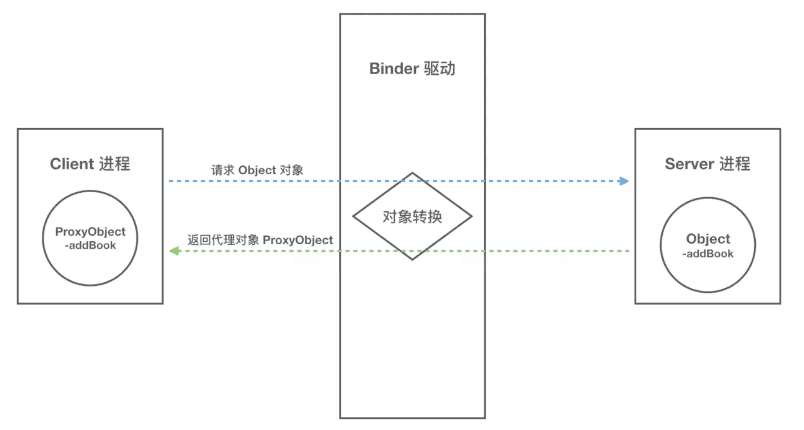 Binder 驱动
Client 进程
ProxyObject
-addBook
请求 Object 对象
返回代理对象 ProxyObject
对象转换
Server 进程
Object
-addBook